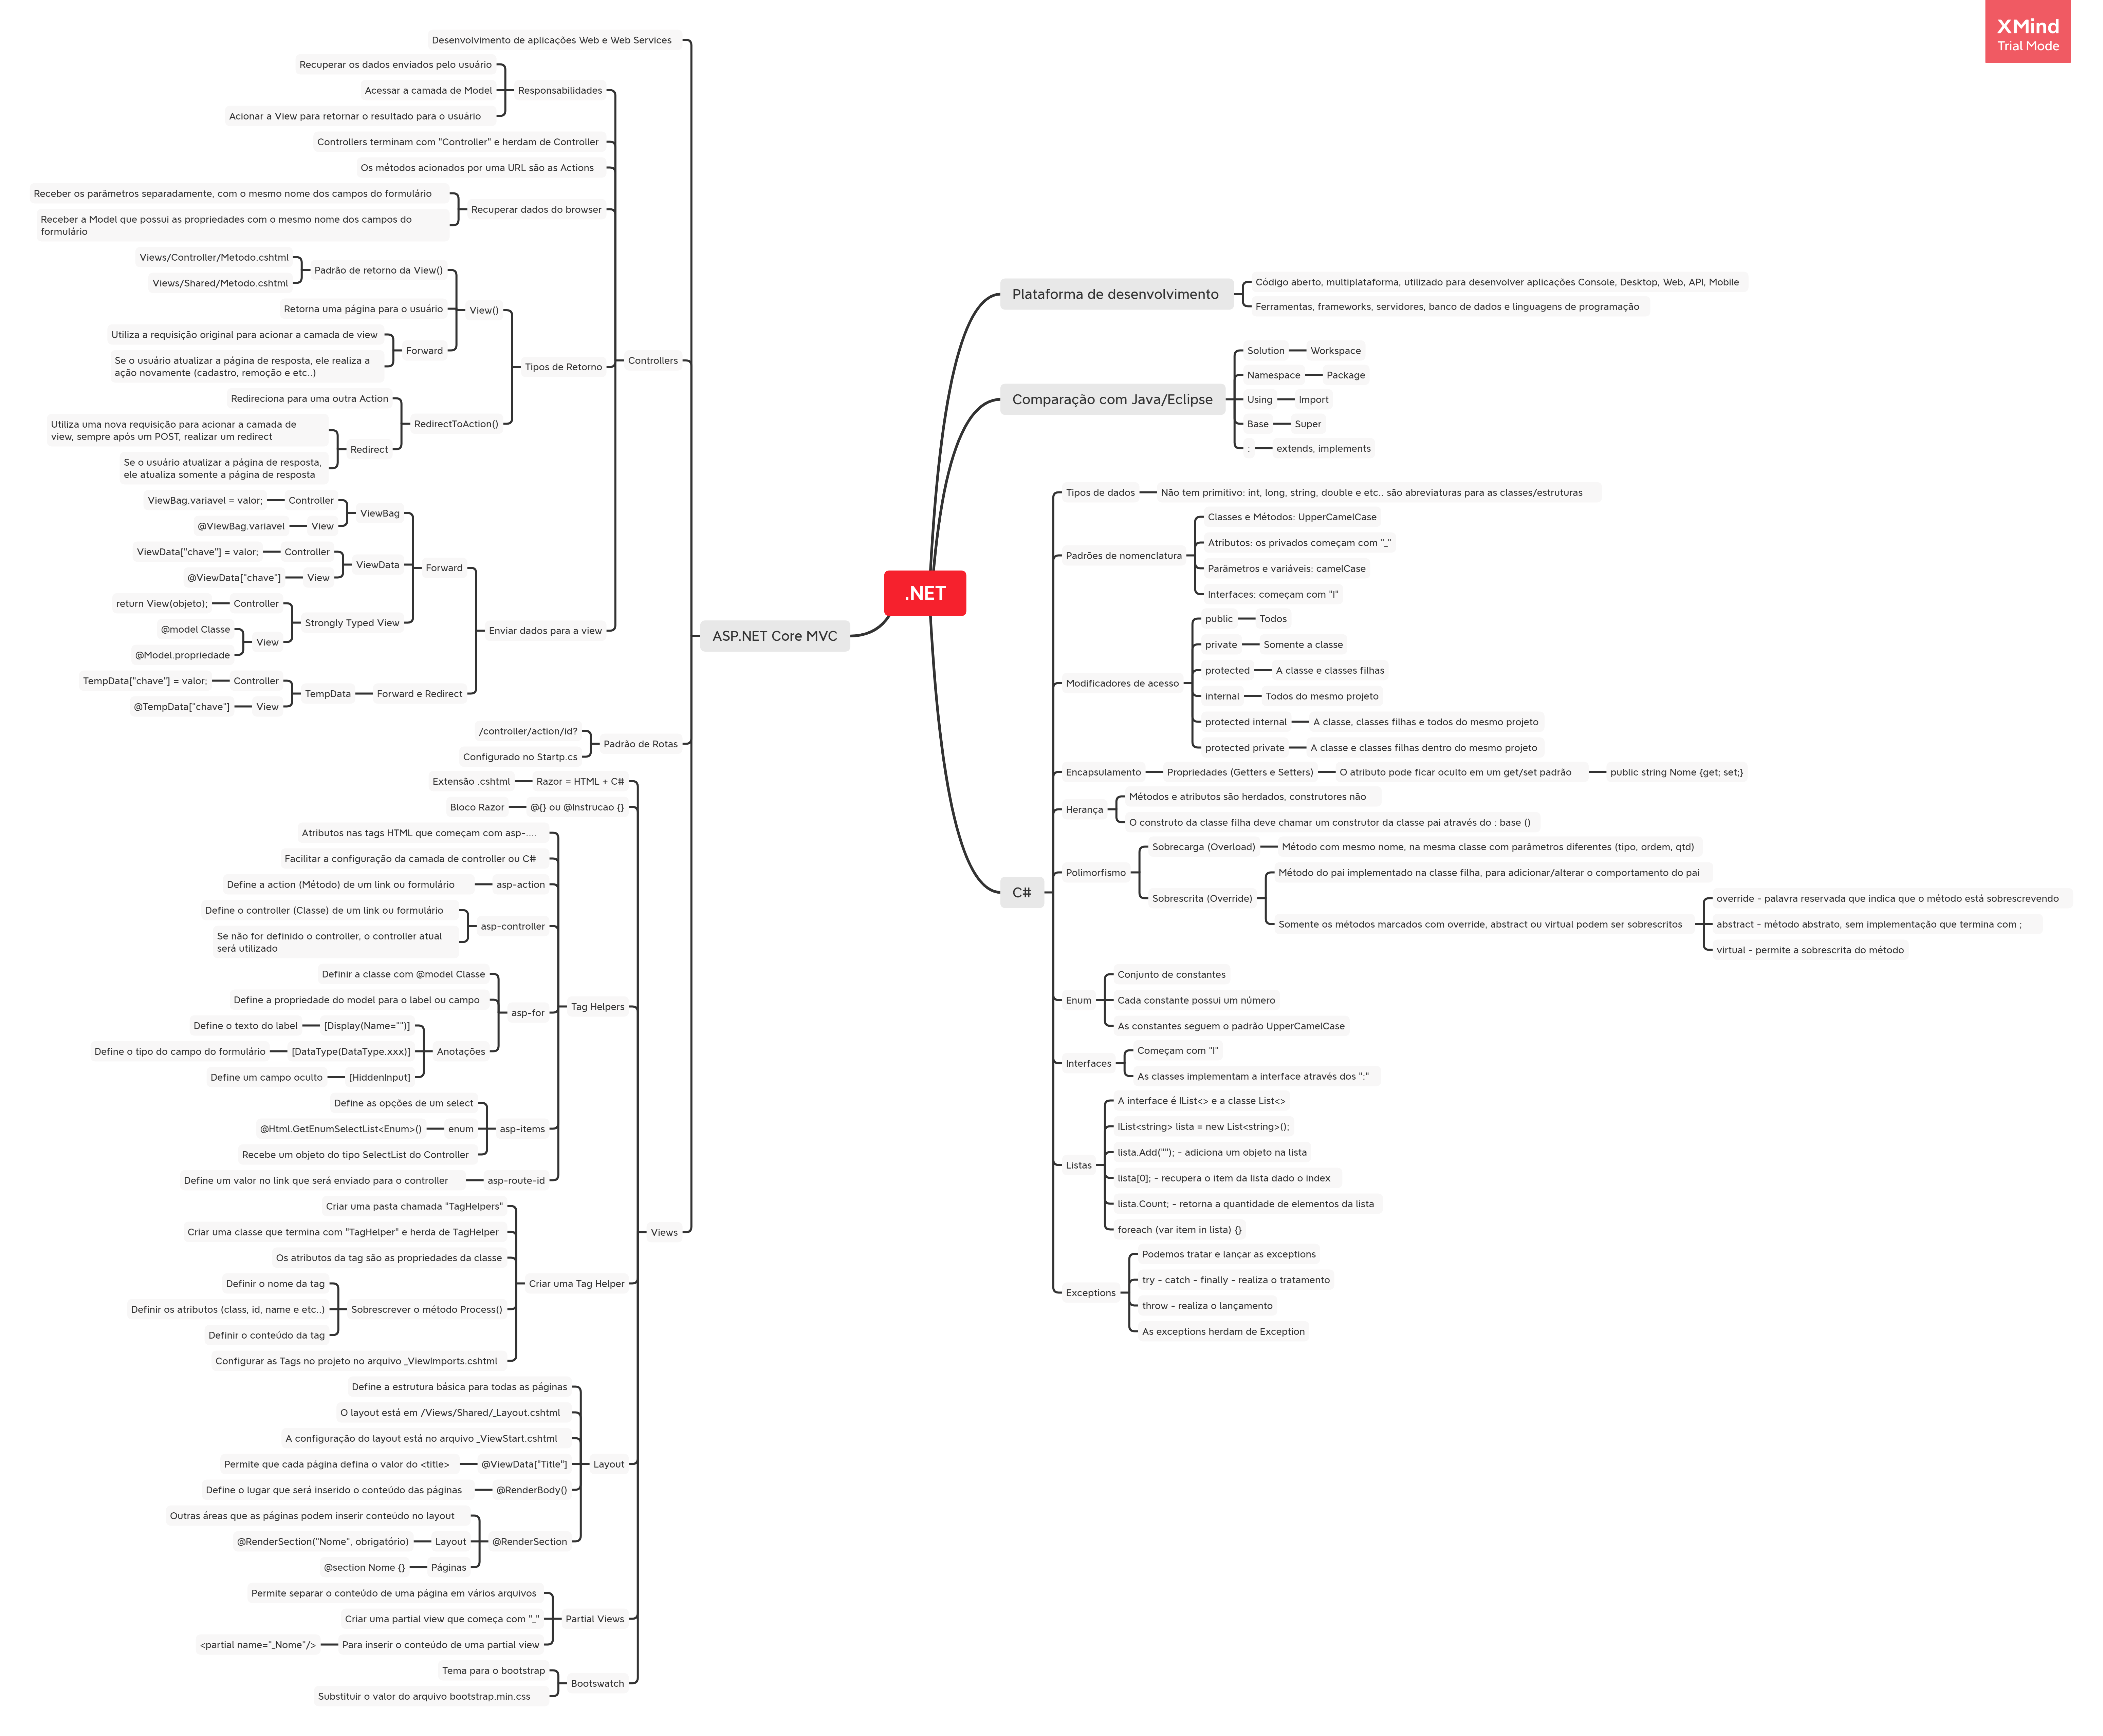 XMind
Trial Mode
.NET
Plataforma de desenvolvimento
Código aberto, multiplataforma, utilizado para desenvolver aplicações Console, Desktop, Web, API, Mobile
Ferramentas, frameworks, servidores, banco de dados e linguagens de programação
Comparação com Java/Eclipse
Solution
Workspace
Namespace
Package
Using
Import
Base
Super
:
extends, implements
C#
Tipos de dados
Não tem primitivo: int, long, string, double e etc.. são abreviaturas para as classes/estruturas
Padrões de nomenclatura
Classes e Métodos: UpperCamelCase
Atributos: os privados começam com "_"
Parâmetros e variáveis: camelCase
Interfaces: começam com "I"
Modificadores de acesso
public
Todos
private
Somente a classe
protected
A classe e classes filhas
internal
Todos do mesmo projeto
protected internal
A classe, classes filhas e todos do mesmo projeto
protected private
A classe e classes filhas dentro do mesmo projeto
Encapsulamento
Propriedades (Getters e Setters)
O atributo pode ficar oculto em um get/set padrão
public string Nome {get; set;}
Herança
Métodos e atributos são herdados, construtores não
O construto da classe filha deve chamar um construtor da classe pai através do : base ()
Polimorfismo
Sobrecarga (Overload)
Método com mesmo nome, na mesma classe com parâmetros diferentes (tipo, ordem, qtd)
Sobrescrita (Override)
Método do pai implementado na classe filha, para adicionar/alterar o comportamento do pai
Somente os métodos marcados com override, abstract ou virtual podem ser sobrescritos
override - palavra reservada que indica que o método está sobrescrevendo
abstract - método abstrato, sem implementação que termina com ;
virtual - permite a sobrescrita do método
Enum
Conjunto de constantes
Cada constante possui um número
As constantes seguem o padrão UpperCamelCase
Interfaces
Começam com "I"
As classes implementam a interface através dos ":"
Listas
A interface é IList<> e a classe List<>
IList<string> lista = new List<string>();
lista.Add(""); - adiciona um objeto na lista
lista[0]; - recupera o item da lista dado o index
lista.Count; - retorna a quantidade de elementos da lista
foreach (var item in lista) {}
Exceptions
Podemos tratar e lançar as exceptions
try - catch - finally - realiza o tratamento
throw - realiza o lançamento
As exceptions herdam de Exception
ASP.NET Core MVC
Desenvolvimento de aplicações Web e Web Services
Controllers
Responsabilidades
Recuperar os dados enviados pelo usuário
Acessar a camada de Model
Acionar a View para retornar o resultado para o usuário
Controllers terminam com "Controller" e herdam de Controller
Os métodos acionados por uma URL são as Actions
Recuperar dados do browser
Receber os parâmetros separadamente, com o mesmo nome dos campos do formulário
Receber a Model que possui as propriedades com o mesmo nome dos campos do
formulário
Tipos de Retorno
View()
Padrão de retorno da View()
Views/Controller/Metodo.cshtml
Views/Shared/Metodo.cshtml
Retorna uma página para o usuário
Forward
Utiliza a requisição original para acionar a camada de view
Se o usuário atualizar a página de resposta, ele realiza a
ação novamente (cadastro, remoção e etc..)
RedirectToAction()
Redireciona para uma outra Action
Redirect
Utiliza uma nova requisição para acionar a camada de
view, sempre após um POST, realizar um redirect
Se o usuário atualizar a página de resposta,
ele atualiza somente a página de resposta
Enviar dados para a view
Forward
ViewBag
Controller
ViewBag.variavel = valor;
View
@ViewBag.variavel
ViewData
Controller
ViewData["chave"] = valor;
View
@ViewData["chave"]
Strongly Typed View
Controller
return View(objeto);
View
@model Classe
@Model.propriedade
Forward e Redirect
TempData
Controller
TempData["chave"] = valor;
View
@TempData["chave"]
Padrão de Rotas
/controller/action/id?
Configurado no Startp.cs
Views
Razor = HTML + C#
Extensão .cshtml
@{} ou @Instrucao {}
Bloco Razor
Tag Helpers
Atributos nas tags HTML que começam com asp-....
Facilitar a configuração da camada de controller ou C#
asp-action
Define a action (Método) de um link ou formulário
asp-controller
Define o controller (Classe) de um link ou formulário
Se não for definido o controller, o controller atual
será utilizado
asp-for
Definir a classe com @model Classe
Define a propriedade do model para o label ou campo
Anotações
[Display(Name="")]
Define o texto do label
[DataType(DataType.xxx)]
Define o tipo do campo do formulário
[HiddenInput]
Define um campo oculto
asp-items
Define as opções de um select
enum
@Html.GetEnumSelectList<Enum>()
Recebe um objeto do tipo SelectList do Controller
asp-route-id
Define um valor no link que será enviado para o controller
Criar uma Tag Helper
Criar uma pasta chamada "TagHelpers"
Criar uma classe que termina com "TagHelper" e herda de TagHelper
Os atributos da tag são as propriedades da classe
Sobrescrever o método Process()
Definir o nome da tag
Definir os atributos (class, id, name e etc..)
Definir o conteúdo da tag
Configurar as Tags no projeto no arquivo _ViewImports.cshtml
Layout
Define a estrutura básica para todas as páginas
O layout está em /Views/Shared/_Layout.cshtml
A configuração do layout está no arquivo _ViewStart.cshtml
@ViewData["Title"]
Permite que cada página defina o valor do <title>
@RenderBody()
Define o lugar que será inserido o conteúdo das páginas
@RenderSection
Outras áreas que as páginas podem inserir conteúdo no layout
Layout
@RenderSection("Nome", obrigatório)
Páginas
@section Nome {}
Partial Views
Permite separar o conteúdo de uma página em vários arquivos
Criar uma partial view que começa com "_"
Para inserir o conteúdo de uma partial view
<partial name="_Nome"/>
Bootswatch
Tema para o bootstrap
Substituir o valor do arquivo bootstrap.min.css